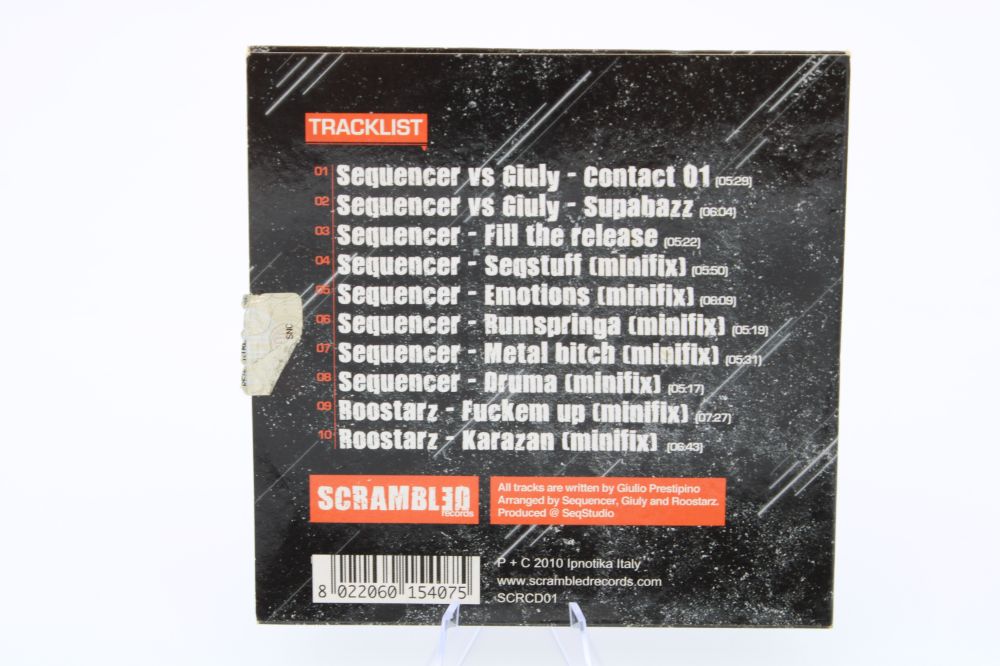 TRACKLIST
01 Sequencer vs Giuly - Contact 01 [05:29]
02 Sequencer vs Giuly - Supabazz [06:04]
03 Sequencer - Fill the release [05:22]
04 Sequencer - Seqstuff (minifix) [05:50]
05 Sequencer - Emotions (minifix) [06:09]
06 Sequencer - Rumspringa (minifix) [05:19]
07 Sequencer - Metal bitch (minifix) [05:31]
08 Sequencer - Druma (minifix) [05:17]
09 Roostarz - Fuckem up (minifix) [07:27]
10 Roostarz - Karazan (minifix) [06:43]
SNC
SCRAMBLED
records
All tracks are written by Giulio Prestipino
Arranged by Sequencer, Giuly and Roostarz.
Produced @ SeqStudio
P + C 2010 Ipnotika Italy
www.scrambledrecords.com
SCRCD01
8 022060 154075